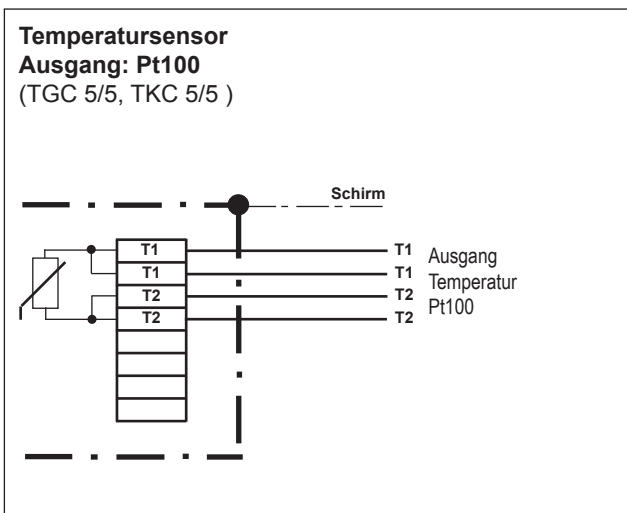 Temperatursensor
Ausgang: Pt100
(TGC 5/5, TKC 5/5 )
Schirm
T1 T1 Ausgang
T1 T1 Temperatur
T2 T2 Pt100
T2 T2